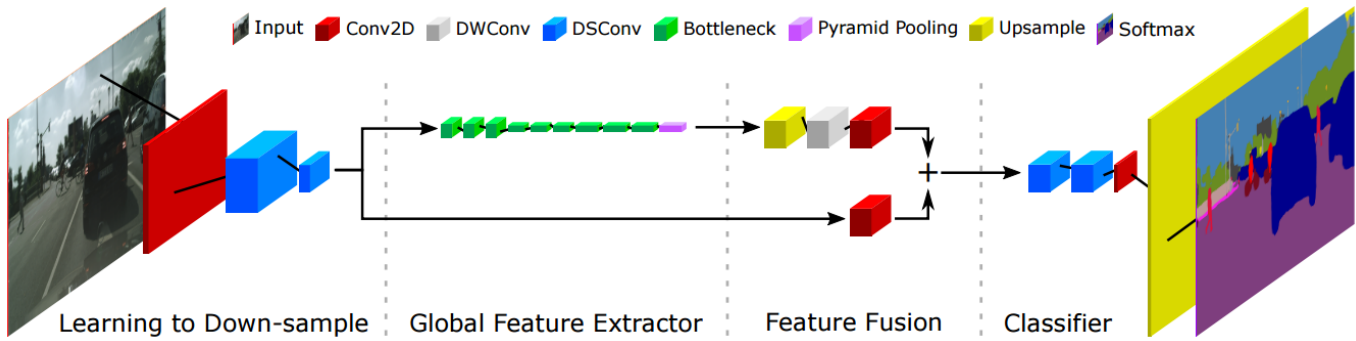 Input Conv2D DWConv DSConv Bottleneck Pyramid Pooling Upsample Softmax
+
Learning to Down-sample Global Feature Extractor Feature Fusion Classifier